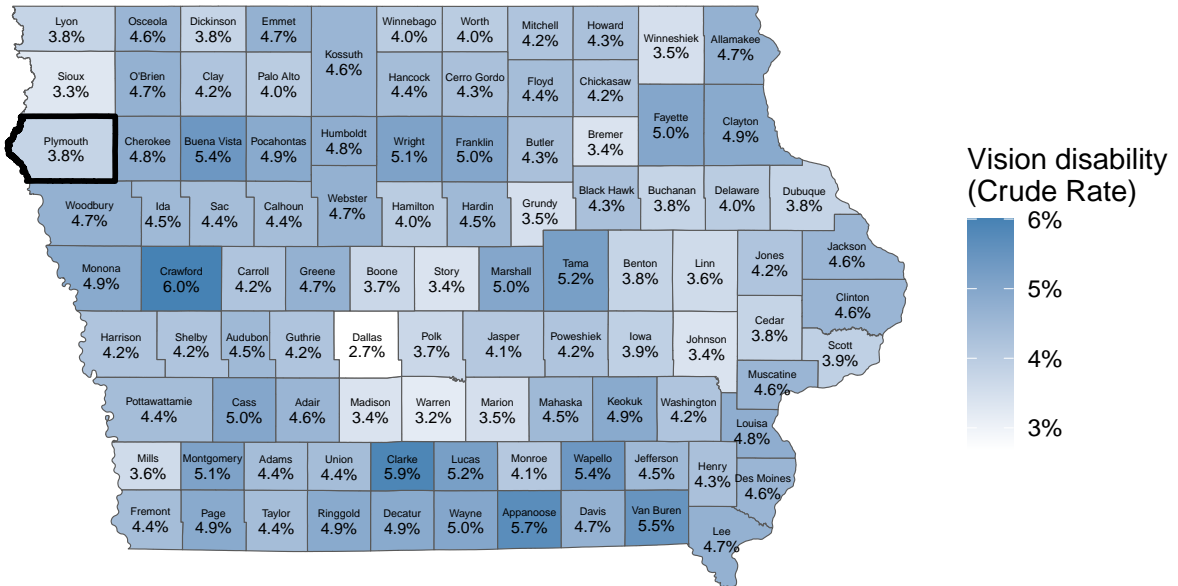 Lyon
3.8%
Osceola
4.6%
Dickinson
3.8%
Emmet
4.7%
Kossuth
4.6%
Winnebago
4.0%
Worth
4.0%
Mitchell
4.2%
Howard
4.3%
Winneshiek
3.5%
Allamakee
4.7%
Sioux
3.3%
O'Brien
4.7%
Clay
4.2%
Palo Alto
4.0%
Hancock
4.4%
Cerro Gordo
4.3%
Floyd
4.4%
Chickasaw
4.2%
Plymouth
3.8%
Cherokee
4.8%
Buena Vista
5.4%
Pocahontas
4.9%
Humboldt
4.8%
Wright
5.1%
Franklin
5.0%
Butler
4.3%
Bremer
3.4%
Fayette
5.0%
Clayton
4.9%
Woodbury
4.7%
Ida
4.5%
Sac
4.4%
Calhoun
4.4%
Webster
4.7%
Hamilton
4.0%
Hardin
4.5%
Grundy
3.5%
Black Hawk
4.3%
Buchanan
3.8%
Delaware
4.0%
Dubuque
3.8%
Monona
4.9%
Crawford
6.0%
Carroll
4.2%
Greene
4.7%
Boone
3.7%
Story
3.4%
Marshall
5.0%
Tama
5.2%
Benton
3.8%
Linn
3.6%
Jones
4.2%
Jackson
4.6%
Clinton
4.6%
Harrison
4.2%
Shelby
4.2%
Audubon
4.5%
Guthrie
4.2%
Dallas
2.7%
Polk
3.7%
Jasper
4.1%
Poweshiek
4.2%
Iowa
3.9%
Johnson
3.4%
Cedar
3.8%
Scott
3.9%
Muscatine
4.6%
Pottawattamie
4.4%
Cass
5.0%
Adair
4.6%
Madison
3.4%
Warren
3.2%
Marion
3.5%
Mahaska
4.5%
Keokuk
4.9%
Washington
4.2%
Louisa
4.8%
Mills
3.6%
Montgomery
5.1%
Adams
4.4%
Union
4.4%
Clarke
5.9%
Lucas
5.2%
Monroe
4.1%
Wapello
5.4%
Jefferson
4.5%
Henry
4.3%
Des Moines
4.6%
Fremont
4.4%
Page
4.9%
Taylor
4.4%
Ringgold
4.9%
Decatur
4.9%
Wayne
5.0%
Appanoose
5.7%
Davis
4.7%
Van Buren
5.5%
Lee
4.7%
Vision disability
(Crude Rate)
6%
5%
4%
3%